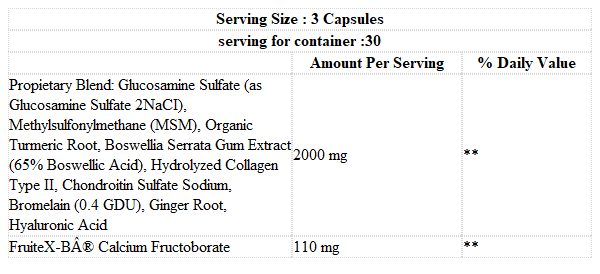 Serving Size : 3 Capsules
serving for container :30
Amount Per Serving % Daily Value
Propietary Blend: Glucosamine Sulfate (as
Glucosamine Sulfate 2NaCI),
Methylsulfonylmethane (MSM), Organic
Turmeric Root, Boswellia Serrata Gum Extract
(65% Boswellic Acid), Hydrolyzed Collagen
Type II, Chondroitin Sulfate Sodium,
Bromelain (0.4 GDU), Ginger Root,
Hyaluronic Acid
2000 mg **
FruiteX-BÂ® Calcium Fructoborate 110 mg **